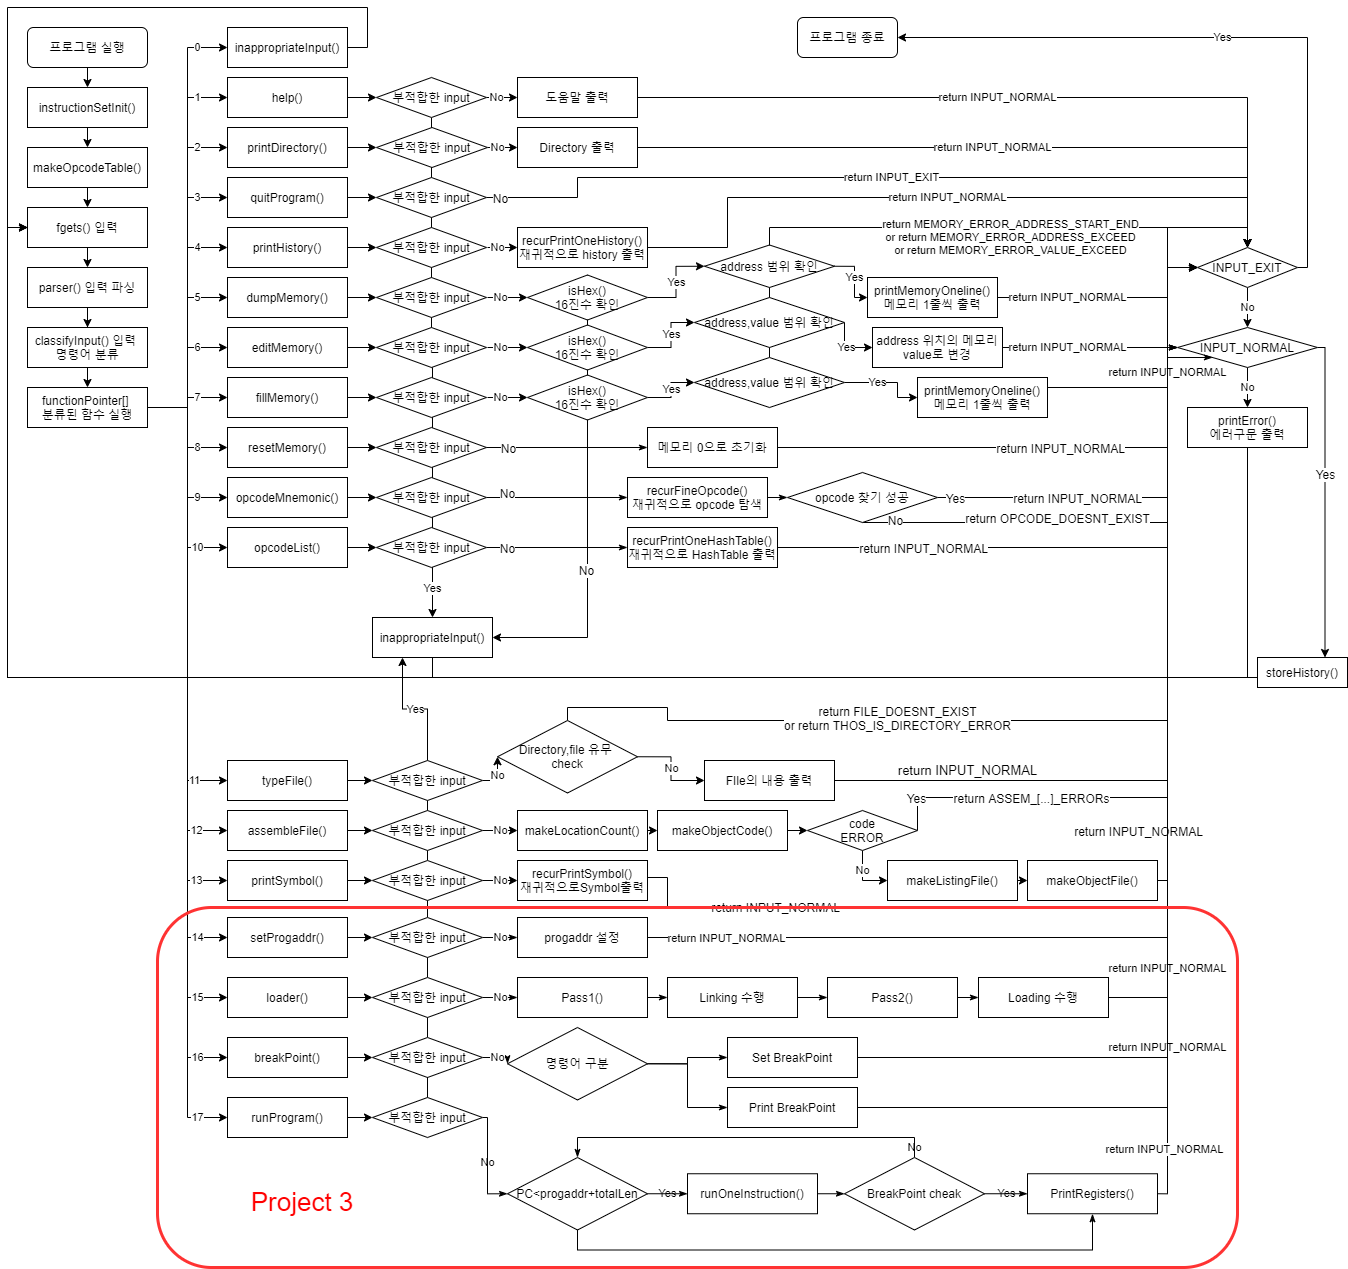 프로그램 실행
instructionSetInit()
makeOpcodeTable()
fgets() 입력
parser() 입력 파싱
classifyInput() 입력
명령어 분류
functionPointer[]
분류된 함수 실행
프로그램 종료
Yes
0
inappropriateInput()
1
help()
부적합한 input
No
도움말 출력
return INPUT_NORMAL
2
printDirectory()
부적합한 input
No
Directory 출력
return INPUT_NORMAL
3
quitProgram()
부적합한 input
No
return INPUT_EXIT
return INPUT_NORMAL
4
printHistory()
부적합한 input
No
recurPrintOneHistory()
재귀적으로 history 출력
return MEMORY_ERROR_ADDRESS_START_END
or return MEMORY_ERROR_ADDRESS_EXCEED
or return MEMORY_ERROR_VALUE_EXCEED
INPUT_EXIT
No
5
dumpMemory()
부적합한 input
No
isHex()
16진수 확인
Yes
address 범위 확인
Yes
printMemoryOneline()
메모리 1줄씩 출력
return INPUT_NORMAL
6
editMemory()
부적합한 input
No
isHex()
16진수 확인
Yes
address,value 범위 확인
Yes
address 위치의 메모리
value로 변경
return INPUT_NORMAL
INPUT_NORMAL
return INPUT_NORMAL
No
7
fillMemory()
부적합한 input
No
isHex()
16진수 확인
Yes
address,value 범위 확인
Yes
printMemoryOneline()
메모리 1줄씩 출력
printError()
에러구문 출력
Yes
8
resetMemory()
부적합한 input
No
메모리 0으로 초기화
return INPUT_NORMAL
9
opcodeMnemonic()
부적합한 input
No
recurFineOpcode()
재귀적으로 opcode 탐색
opcode 찾기 성공
Yes
return INPUT_NORMAL
No
return OPCODE_DOESNT_EXIST
10
opcodeList()
부적합한 input
No
recurPrintOneHashTable()
재귀적으로 HashTable 출력
return INPUT_NORMAL
No
Yes
inappropriateInput()
storeHistory()
Yes
return FILE_DOESNT_EXIST
or return THOS_IS_DIRECTORY_ERROR
11
typeFile()
부적합한 input
No
Directory,file 유무
check
No
FIle의 내용 출력
return INPUT_NORMAL
12
assembleFile()
부적합한 input
No
makeLocationCount()
makeObjectCode()
code
ERROR
Yes
return ASSEM_[...]_ERRORs
return INPUT_NORMAL
No
makeListingFile()
makeObjectFile()
13
printSymbol()
부적합한 input
No
recurPrintSymbol()
재귀적으로Symbol출력
return INPUT_NORMAL
14
setProgaddr()
부적합한 input
No
progaddr 설정
return INPUT_NORMAL
return INPUT_NORMAL
15
loader()
부적합한 input
No
Pass1()
Linking 수행
Pass2()
Loading 수행
16
breakPoint()
부적합한 input
No
명령어 구분
Set BreakPoint
return INPUT_NORMAL
Print BreakPoint
17
runProgram()
부적합한 input
No
PC<progaddr+totalLen
Yes
runOneInstruction()
No
BreakPoint cheak
Yes
PrintRegisters()
return INPUT_NORMAL
Project 3